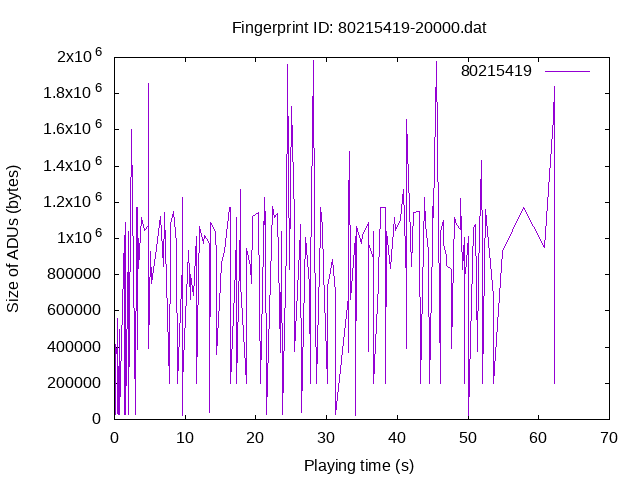 Fingerprint ID: 80215419-20000.dat
80215419
2x10^6
1.8x10^6
1.6x10^6
1.4x10^6
1.2x10^6
1x10^6
800000
600000
400000
200000
0
Size of ADUs (bytes)
0 10 20 30 40 50 60 70
Playing time (s)